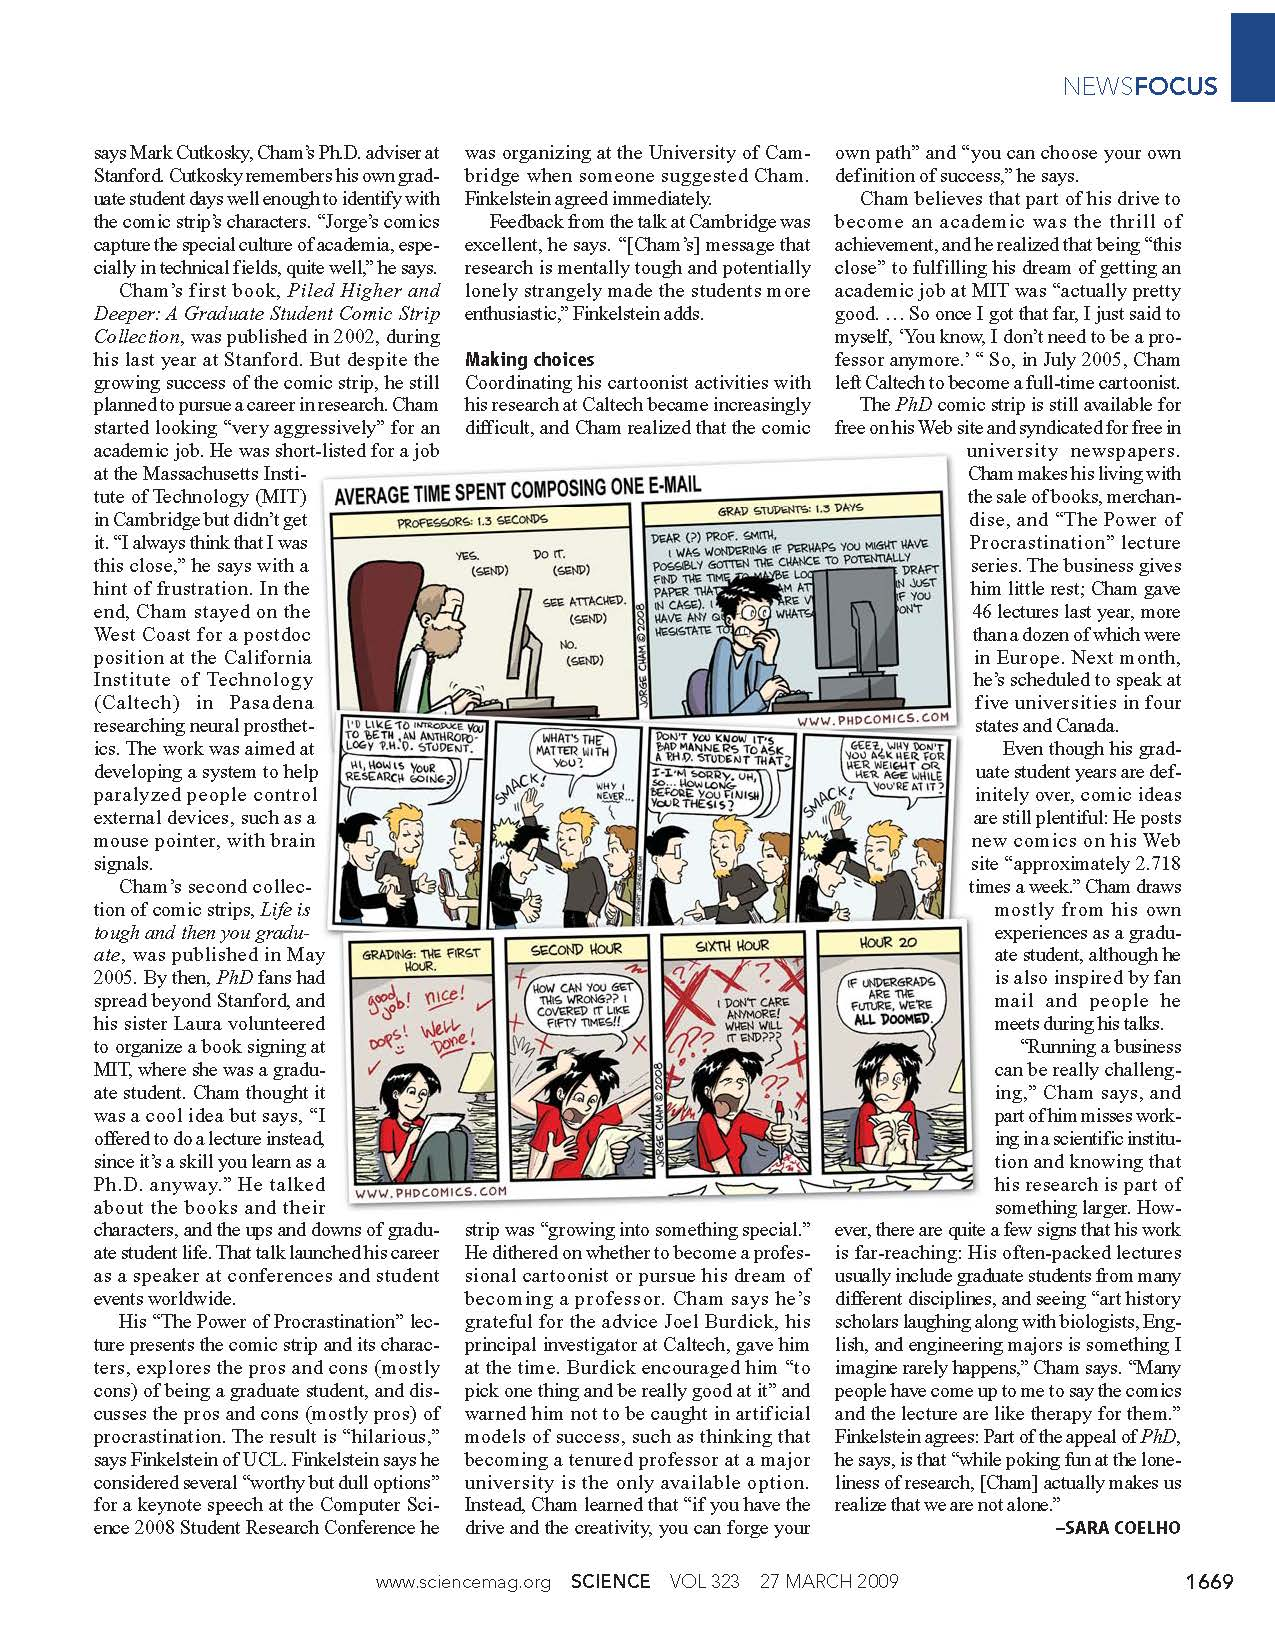 NEWSFOCUS
says Mark Cutkosky, Cham's Ph.D. adviser at
Stanford. Cutkosky remembers his own grad-
uate student days well enough to identify with
the comic strip's characters. “Jorge's comics
capture the special culture of academia, espe-
cially in technical fields, quite well,” he says.
Cham's first book, Piled Higher and
Deeper: A Graduate Student Comic Strip
Collection, was published in 2002, during
his last year at Stanford. But despite the
growing success of the comic strip, he still
planned to pursue a career in research. Cham
started looking “very aggressively” for an
academic job. He was short-listed for a job
at the Massachusetts Insti-
tute of Technology (MIT)
in Cambridge but didn't get
it. “I always think that I was
this close,” he says with a
hint of frustration. In the
end, Cham stayed on the
West Coast for a postdoc
position at the California
Institute of Technology
(Caltech) in Pasadena
researching neural prosthet-
ics. The work was aimed at
developing a system to help
paralyzed people control
external devices, such as a
mouse pointer, with brain
signals.
Cham's second collec-
tion of comic strips, Life is
tough and then you gradu-
ate, was published in May
2005. By then, PhD fans had
spread beyond Stanford, and
his sister Laura volunteered
to organize a book signing at
MIT, where she was a gradu-
ate student. Cham thought it
was a cool idea but says, “I
offered to do a lecture instead,
since it's a skill you learn as a
Ph.D. anyway.” He talked
about the books and their
characters, and the ups and downs of gradu-
ate student life. That talk launched his career
as a speaker at conferences and student
events worldwide.
His “The Power of Procrastination” lec-
ture presents the comic strip and its charac-
ters, explores the pros and cons (mostly
cons) of being a graduate student, and dis-
cusses the pros and cons (mostly pros) of
procrastination. The result is “hilarious,”
says Finkelstein of UCL. Finkelstein says he
considered several “worthy but dull options”
for a keynote speech at the Computer Sci-
ence 2008 Student Research Conference he
was organizing at the University of Cam-
bridge when someone suggested Cham.
Finkelstein agreed immediately.
Feedback from the talk at Cambridge was
excellent, he says. “[Cham's] message that
research is mentally tough and potentially
lonely strangely made the students more
enthusiastic,” Finkelstein adds.
Making choices
Coordinating his cartoonist activities with
his research at Caltech became increasingly
difficult, and Cham realized that the comic
strip was “growing into something special.”
He dithered on whether to become a profes-
sional cartoonist or pursue his dream of
becoming a professor. Cham says he's
grateful for the advice Joel Burdick, his
principal investigator at Caltech, gave him
at the time. Burdick encouraged him “to
pick one thing and be really good at it” and
warned him not to be caught in artificial
models of success, such as thinking that
becoming a tenured professor at a major
university is the only available option.
Instead, Cham learned that “if you have the
drive and the creativity, you can forge your
own path” and “you can choose your own
definition of success,” he says.
Cham believes that part of his drive to
become an academic was the thrill of
achievement, and he realized that being “this
close” to fulfilling his dream of getting an
academic job at MIT was “actually pretty
good. … So once I got that far, I just said to
myself, ‘You know, I don't need to be a pro-
fessor anymore.’ “ So, in July 2005, Cham
left Caltech to become a full-time cartoonist.
The PhD comic strip is still available for
free on his Web site and syndicated for free in
university newspapers.
Cham makes his living with
the sale of books, merchan-
dise, and “The Power of
Procrastination” lecture
series. The business gives
him little rest; Cham gave
46 lectures last year, more
than a dozen of which were
in Europe. Next month,
he's scheduled to speak at
five universities in four
states and Canada.
Even though his grad-
uate student years are def-
initely over, comic ideas
are still plentiful: He posts
new comics on his Web
site “approximately 2.718
times a week.” Cham draws
mostly from his own
experiences as a gradu-
ate student, although he
is also inspired by fan
mail and people he
meets during his talks.
“Running a business
can be really challeng-
ing,” Cham says, and
part of him misses work-
ing in a scientific institu-
tion and knowing that
his research is part of
something larger. How-
ever, there are quite a few signs that his work
is far-reaching: His often-packed lectures
usually include graduate students from many
different disciplines, and seeing “art history
scholars laughing along with biologists, Eng-
lish, and engineering majors is something I
imagine rarely happens,” Cham says. “Many
people have come up to me to say the comics
and the lecture are like therapy for them.”
Finkelstein agrees: Part of the appeal of PhD,
he says, is that “while poking fun at the lone-
liness of research, [Cham] actually makes us
realize that we are not alone.”
–SARA COELHO
AVERAGE TIME SPENT COMPOSING ONE E-MAIL
PROFESSORS: 1.3 SECONDS
YES.
(SEND)
DO IT.
(SEND)
SEE ATTACHED.
(SEND)
NO.
(SEND)
JORGE CHAM © 2008
GRAD STUDENTS: 1.3 DAYS
DEAR (?) PROF. SMITH,
I WAS WONDERING IF PERHAPS YOU MIGHT HAVE
POSSIBLY GOTTEN THE CHANCE TO POTENTIALLY
FIND THE TIME TO MAYBE LOO DRAFT
PAPER THAT AM AT N JUST
IN CASE). I ARE V IF YOU
HAVE ANY Q WHATS ON'T
HESISTATE TO
WWW.PHDCOMICS.COM
I'D LIKE TO INTRODUCE YOU
TO BETH, AN ANTHROPO-
LOGY P.H.D. STUDENT.
HI, HOW IS YOUR
RESEARCH GOING?
SMACK!
WHAT'S THE
MATTER WITH
YOU?
WHY I
NEVER...
COPYRIGHT JORGE CHAM
DON'T YOU KNOW IT'S
BAD MANNERS TO ASK
A PH.D. STUDENT THAT?
I-I'M SORRY. UH,
SO... HOW LONG
BEFORE YOU FINISH
YOUR THESIS?
SMACK!
GEEZ, WHY DON'T
YOU ASK HER FOR
HER WEIGHT OR
HER AGE WHILE
YOU'RE AT IT?
GRADING: THE FIRST
HOUR.
good job!
nice!
OOPS!
Well Done!
SECOND HOUR
HOW CAN YOU GET
THIS WRONG?? I
COVERED IT LIKE
FIFTY TIMES!!
JORGE CHAM © 2008
SIXTH HOUR
??
?
???
??
I DON'T CARE
ANYMORE!
WHEN WILL
IT END???
HOUR 20
IF UNDERGRADS
ARE THE
FUTURE, WE'RE
ALL DOOMED.
WWW.PHDCOMICS.COM
www.sciencemag.org SCIENCE VOL 323 27 MARCH 2009
1669